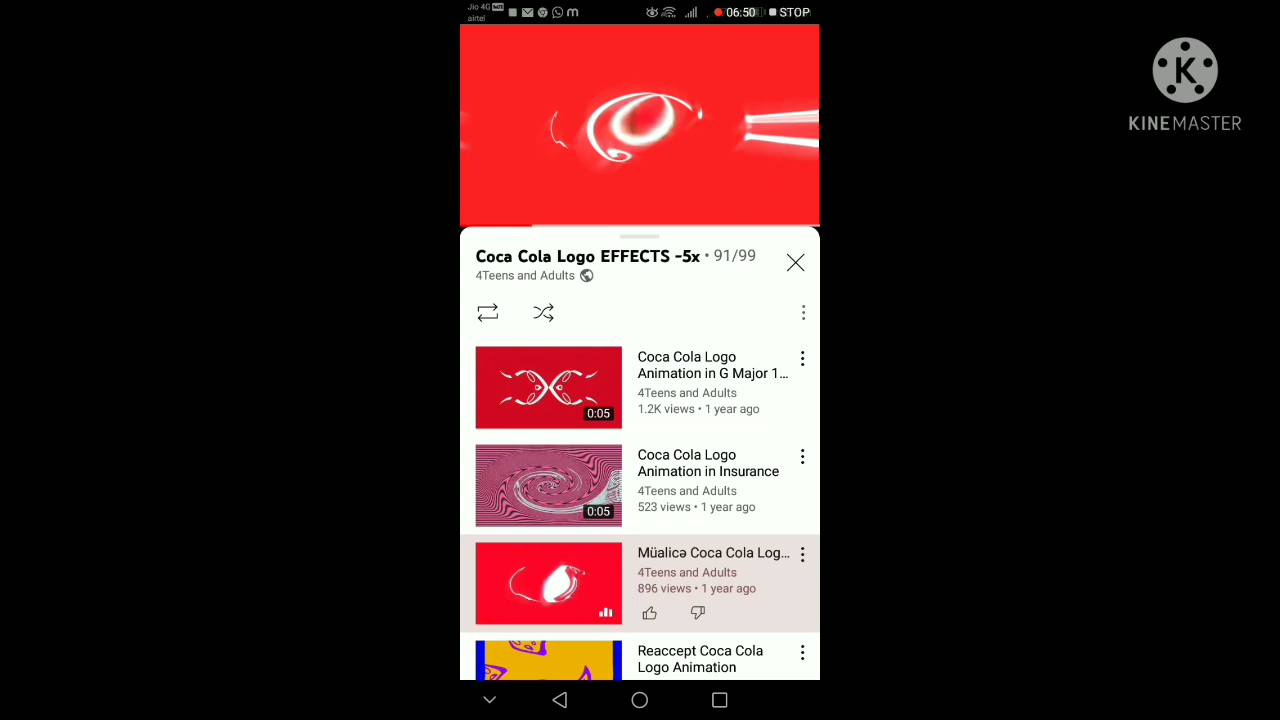 Jio 4G
airtel
06:50 STOP
KINEMASTER
Coca Cola Logo EFFECTS -5x • 91/99
4Teens and Adults
Coca Cola Logo
Animation in G Major 1...
4Teens and Adults
1.2K views • 1 year ago
0:05
Coca Cola Logo
Animation in Insurance
4Teens and Adults
523 views • 1 year ago
0:05
Müalicə Coca Cola Log...
4Teens and Adults
896 views • 1 year ago
Reaccept Coca Cola
Logo Animation